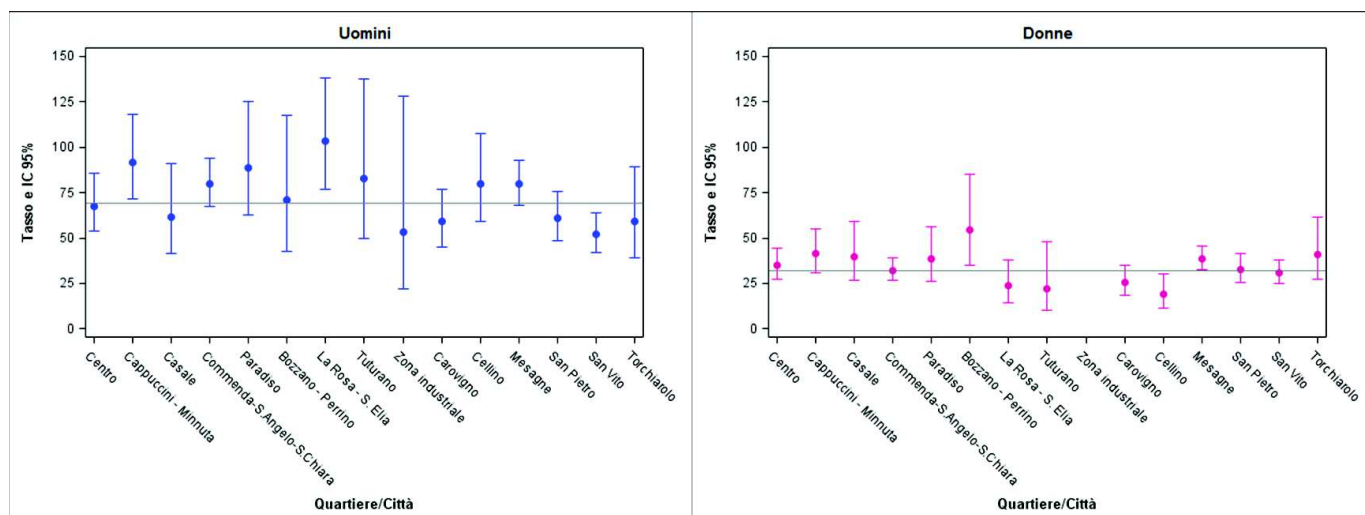 Uomini
150
125
100
75
50
25
0
Tasso e IC 95%
Centro
Cappuccini - Minnuta
Casale
Commenda-S.Angelo-S.Chiara
Paradiso
Bozzano - Perrino
La Rosa - S. Elia
Tuturano
Zona industriale
Carovigno
Cellino
Mesagne
San Pietro
San Vito
Torchiarolo
Quartiere/Città
Donne
150
125
100
75
50
25
0
Tasso e IC 95%
Centro
Cappuccini - Minnuta
Casale
Commenda-S.Angelo-S.Chiara
Paradiso
Bozzano - Perrino
La Rosa - S. Elia
Tuturano
Zona industriale
Carovigno
Cellino
Mesagne
San Pietro
San Vito
Torchiarolo
Quartiere/Città